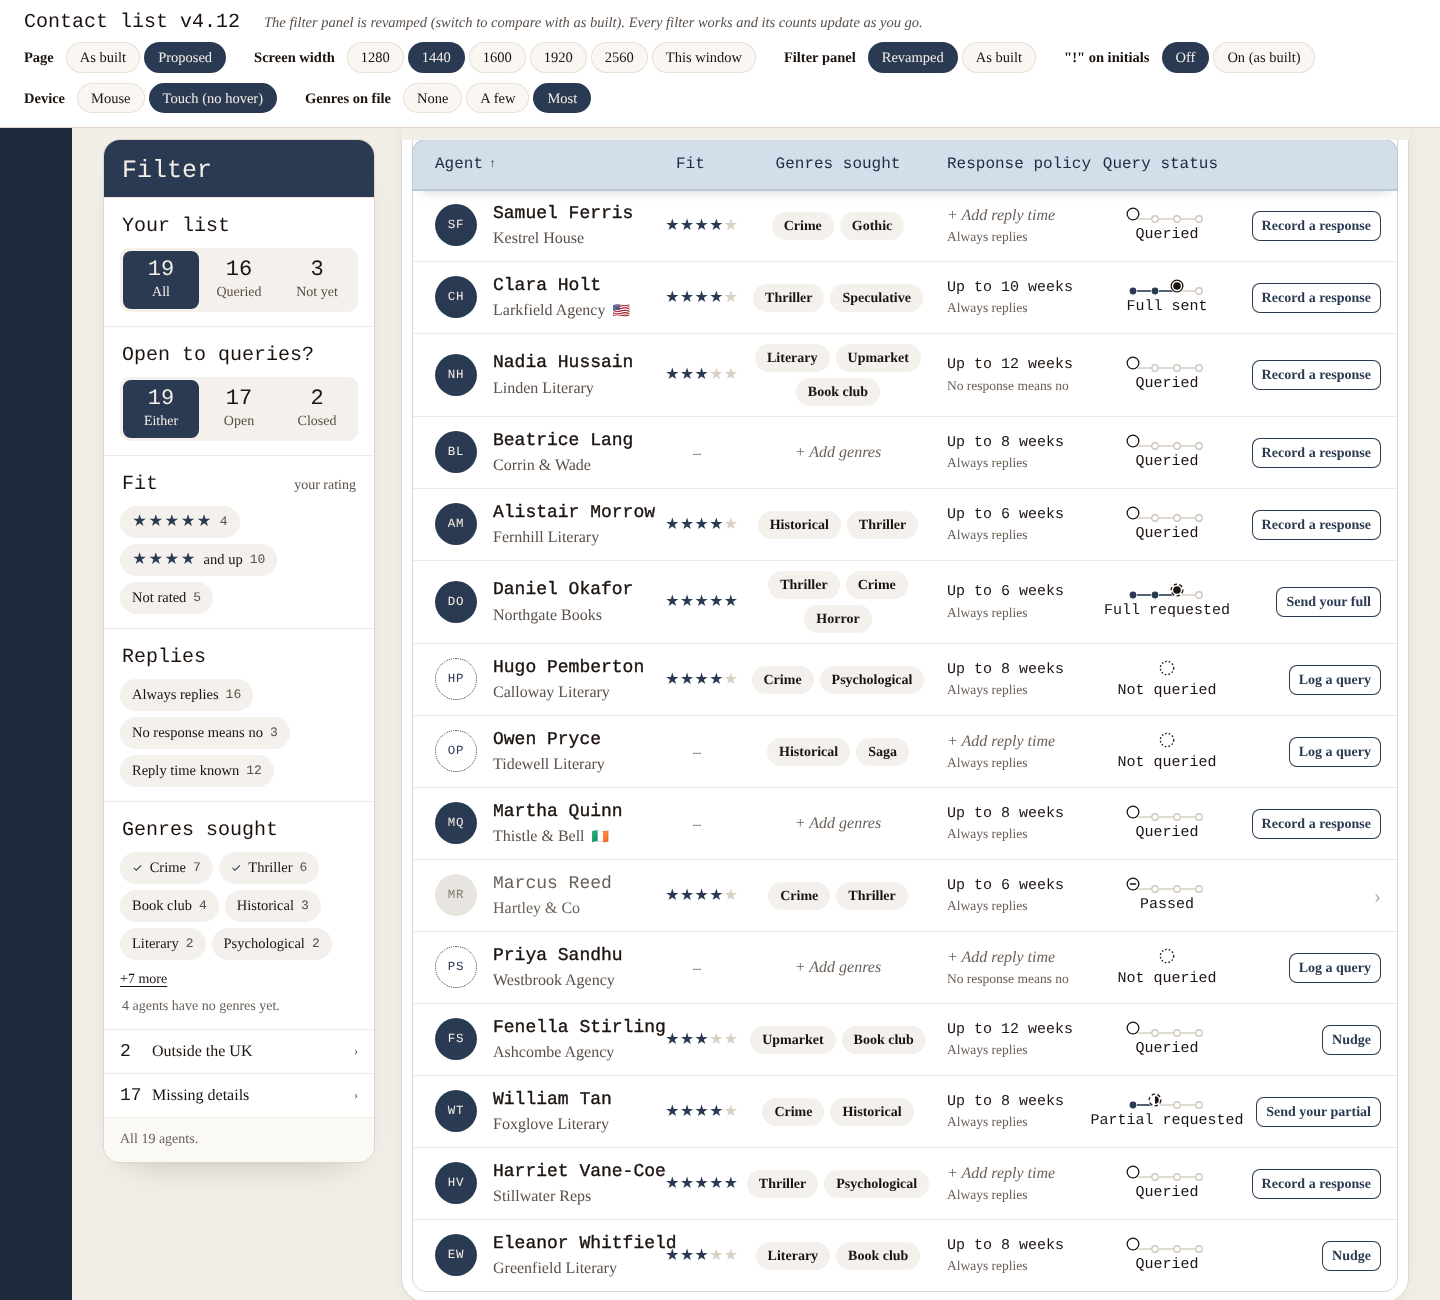 Contact list v4.12 The filter panel is revamped (switch to compare with as built). Every filter works and its counts update as you go.
Page As built Proposed Screen width 1280 1440 1600 1920 2560 This window Filter panel Revamped As built "!" on initials Off On (as built)
Device Mouse Touch (no hover) Genres on file None A few Most
Filter
Your list
19 16 3
All Queried Not yet
Open to queries?
19 17 2
Either Open Closed
Fit your rating
★★★★★ 4
★★★★ and up 10
Not rated 5
Replies
Always replies 16
No response means no 3
Reply time known 12
Genres sought
✓ Crime 7 ✓ Thriller 6
Book club 4 Historical 3
Literary 2 Psychological 2
+7 more
4 agents have no genres yet.
2 Outside the UK ›
17 Missing details ›
All 19 agents.
Agent ↑ Fit Genres sought Response policy Query status
SF Samuel Ferris ★★★★★ Crime Gothic + Add reply time Record a response
Kestrel House Always replies Queried
CH Clara Holt ★★★★★ Thriller Speculative Up to 10 weeks Record a response
Larkfield Agency 🇺🇸 Always replies Full sent
NH Nadia Hussain ★★★★★ Literary Upmarket Up to 12 weeks Record a response
Linden Literary Book club No response means no Queried
BL Beatrice Lang – + Add genres Up to 8 weeks Record a response
Corrin & Wade Always replies Queried
AM Alistair Morrow ★★★★★ Historical Thriller Up to 6 weeks Record a response
Fernhill Literary Always replies Queried
DO Daniel Okafor ★★★★★ Thriller Crime Up to 6 weeks Send your full
Northgate Books Horror Always replies Full requested
HP Hugo Pemberton ★★★★★ Crime Psychological Up to 8 weeks Log a query
Calloway Literary Always replies Not queried
OP Owen Pryce – Historical Saga + Add reply time Log a query
Tidewell Literary Always replies Not queried
MQ Martha Quinn – + Add genres Up to 8 weeks Record a response
Thistle & Bell 🇮🇪 Always replies Queried
MR Marcus Reed ★★★★★ Crime Thriller Up to 6 weeks ›
Hartley & Co Always replies Passed
PS Priya Sandhu – + Add genres + Add reply time Log a query
Westbrook Agency No response means no Not queried
FS Fenella Stirling ★★★★★ Upmarket Book club Up to 12 weeks Nudge
Ashcombe Agency Always replies Queried
WT William Tan ★★★★★ Crime Historical Up to 8 weeks Send your partial
Foxglove Literary Always replies Partial requested
HV Harriet Vane-Coe ★★★★★ Thriller Psychological + Add reply time Record a response
Stillwater Reps Always replies Queried
EW Eleanor Whitfield ★★★★★ Literary Book club Up to 8 weeks Nudge
Greenfield Literary Always replies Queried